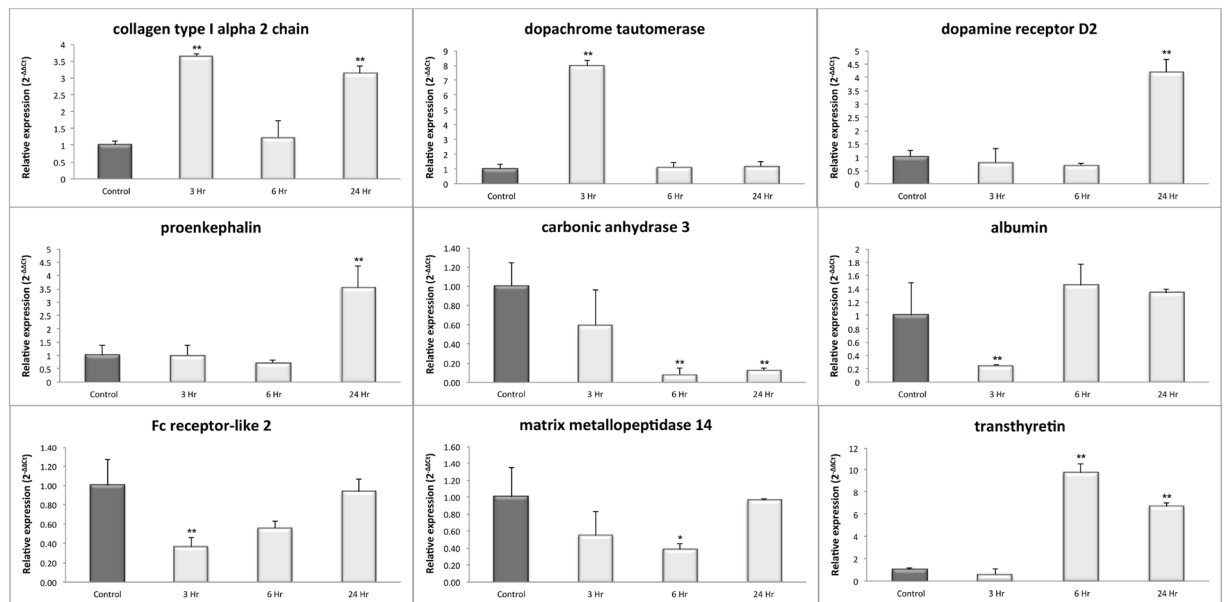 collagen type I alpha 2 chain
Relative expression (2-ΔΔCt)
4
3.5
3
2.5
2
1.5
1
0.5
0
**
**
Control
3 Hr
6 Hr
24 Hr
dopachrome tautomerase
Relative expression (2-ΔΔCt)
9
8
7
6
5
4
3
2
1
0
**
Control
3 Hr
6 Hr
24 Hr
dopamine receptor D2
Relative expression (2-ΔΔCt)
5
4.5
4
3.5
3
2.5
2
1.5
1
0.5
0
**
Control
3 Hr
6 Hr
24 Hr
proenkephalin
Relative expression (2-ΔΔCt)
5
4.5
4
3.5
3
2.5
2
1.5
1
0.5
0
**
Control
3 Hr
6 Hr
24 Hr
carbonic anhydrase 3
Relative expression (2-ΔΔCt)
1.40
1.20
1.00
0.80
0.60
0.40
0.20
0.00
**
**
Control
3 Hr
6 Hr
24 Hr
albumin
Relative expression (2-ΔΔCt)
2
1.8
1.6
1.4
1.2
1
0.8
0.6
0.4
0.2
0
**
Control
3 Hr
6 Hr
24 Hr
Fc receptor-like 2
Relative expression (2-ΔΔCt)
1.40
1.20
1.00
0.80
0.60
0.40
0.20
0.00
**
Control
3 Hr
6 Hr
24 Hr
matrix metallopeptidase 14
Relative expression (2-ΔΔCt)
1.60
1.40
1.20
1.00
0.80
0.60
0.40
0.20
0.00
*
Control
3 Hr
6 Hr
24 Hr
transthyretin
Relative expression (2-ΔΔCt)
12
10
8
6
4
2
0
**
**
Control
3 Hr
6 Hr
24 Hr